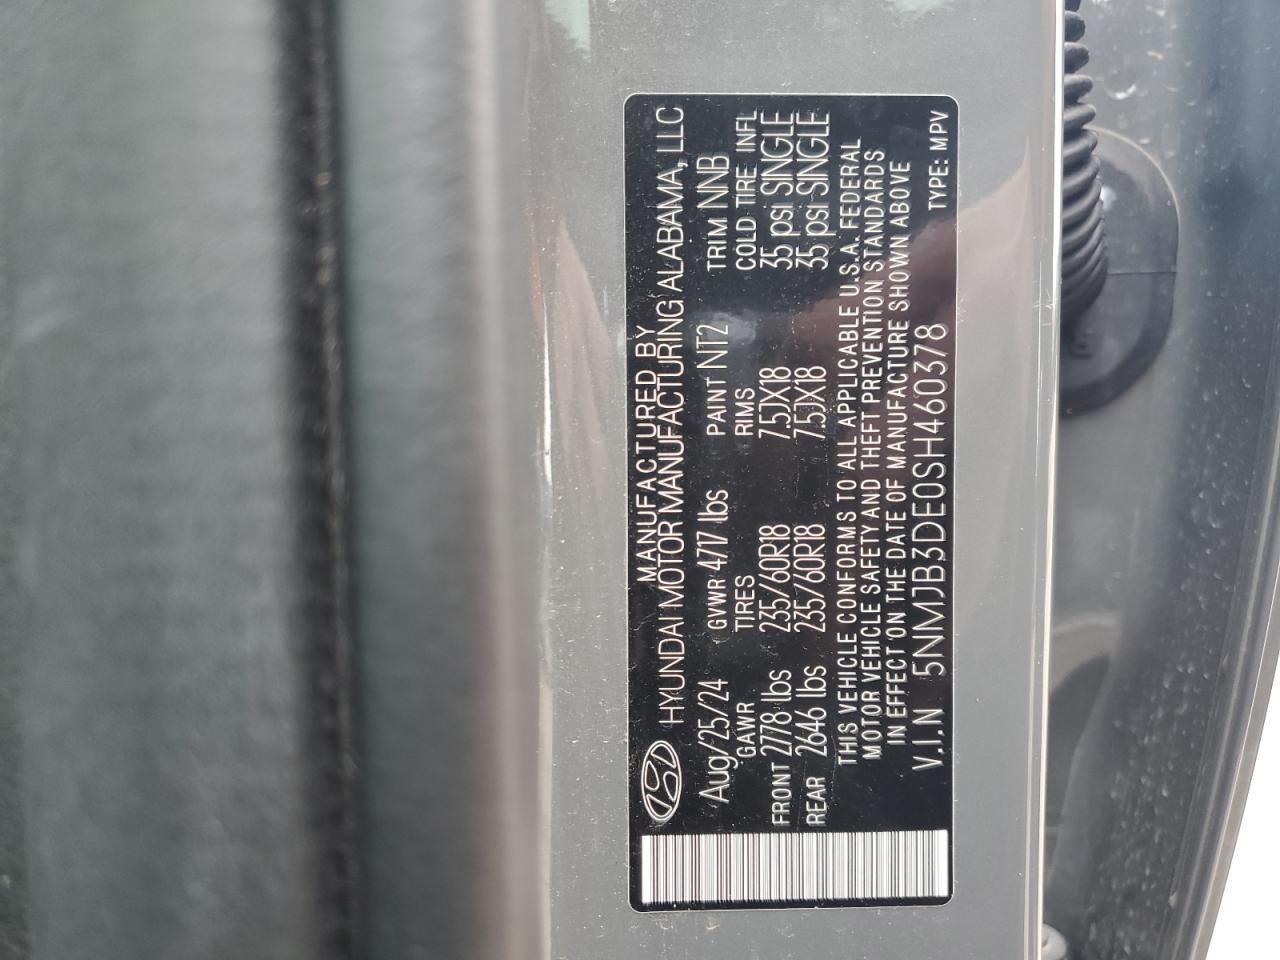 MANUFACTURED BY
HYUNDAI MOTOR MANUFACTURING ALABAMA, LLC
Aug/25/24 GVWR 4717 lbs PAINT NT2 TRIM NNB
GAWR TIRES RIMS COLD TIRE INFL
FRONT 2778 lbs 235/60R18 7.5JX18 35 psi SINGLE
REAR 2646 lbs 235/60R18 7.5JX18 35 psi SINGLE
THIS VEHICLE CONFORMS TO ALL APPLICABLE U.S.A. FEDERAL
MOTOR VEHICLE SAFETY AND THEFT PREVENTION STANDARDS
IN EFFECT ON THE DATE OF MANUFACTURE SHOWN ABOVE
V.I.N 5NMJB3DE0SH460378 TYPE: MPV